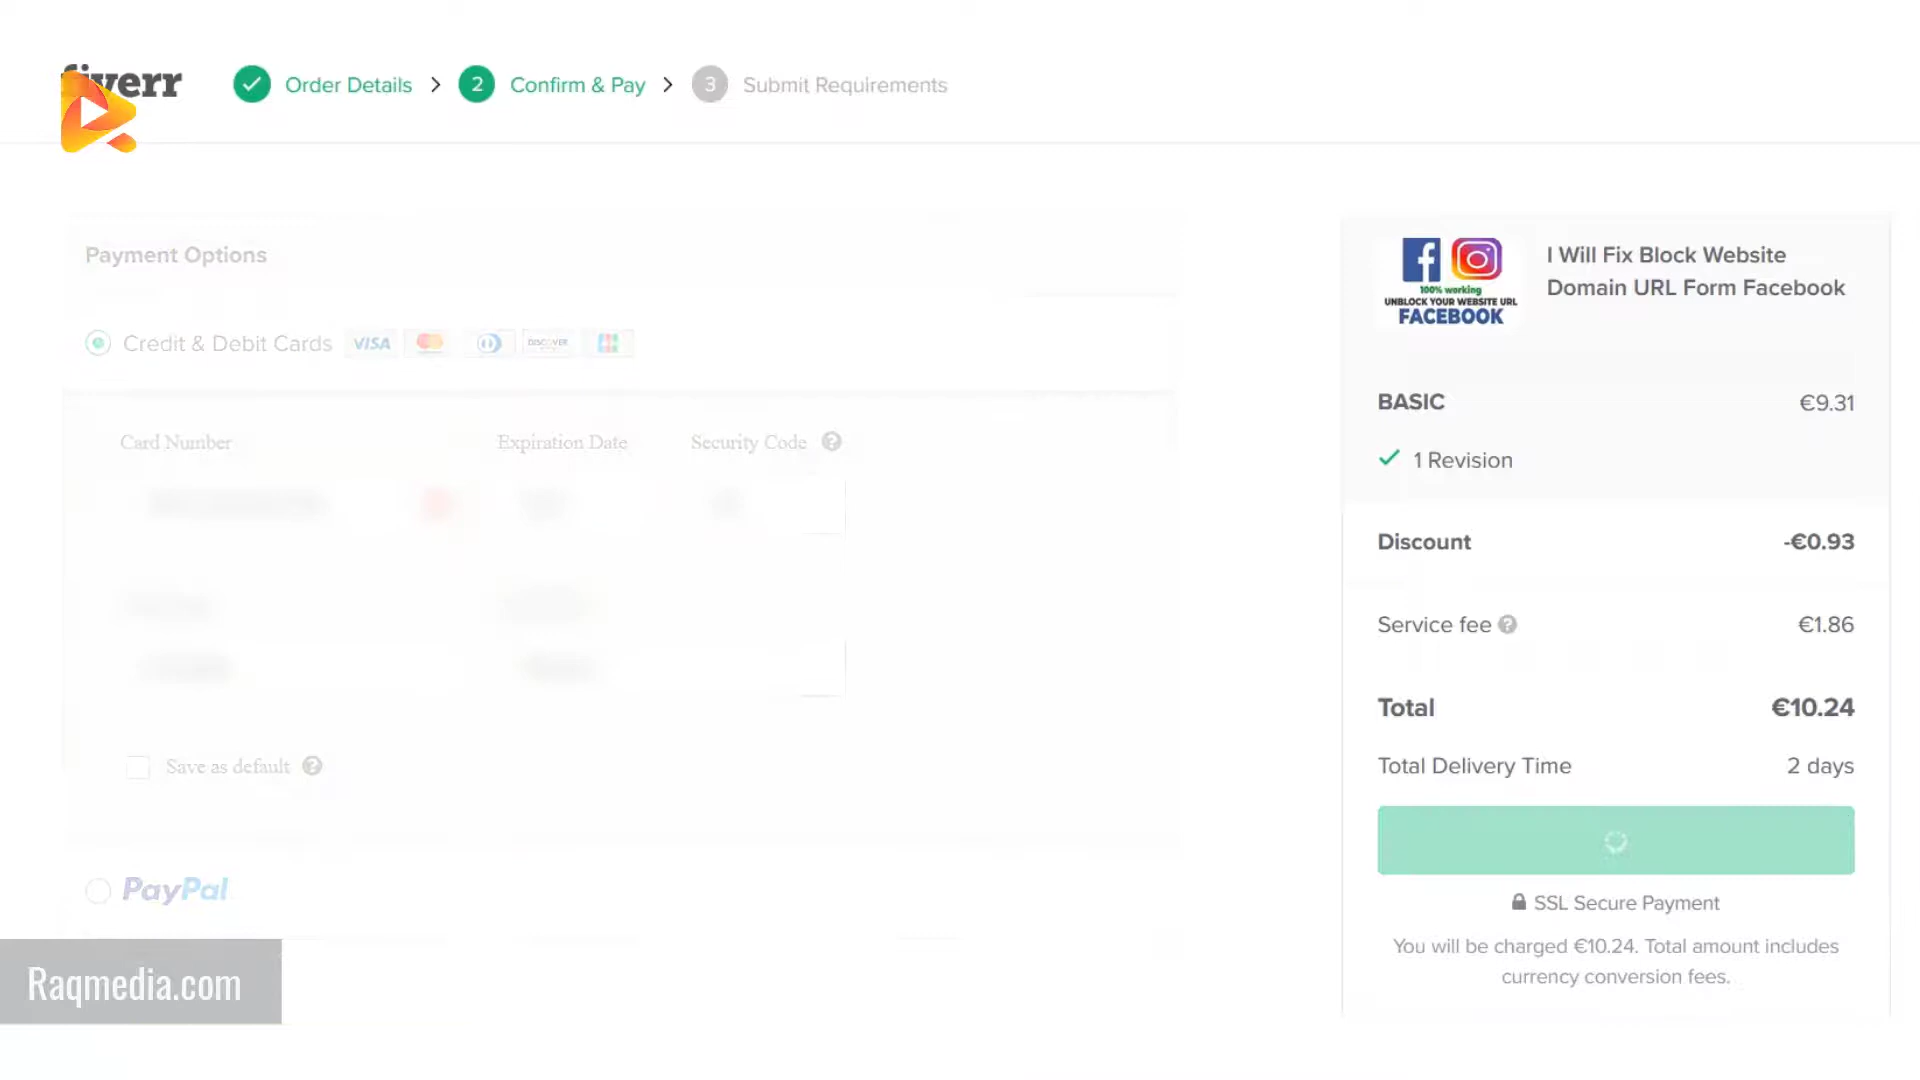 fiverr
Order Details
2
Confirm & Pay
3
Submit Requirements
Payment Options
Credit & Debit Cards
VISA
DISCOVER
Card Number
Expiration Date
Security Code
?
Save as default
?
PayPal
Raqmedia.com
100% working
UNBLOCK YOUR WEBSITE URL
FACEBOOK
I Will Fix Block Website
Domain URL Form Facebook
BASIC €9.31
1 Revision
Discount -€0.93
Service fee ? €1.86
Total €10.24
Total Delivery Time 2 days
SSL Secure Payment
You will be charged €10.24. Total amount includes
currency conversion fees.